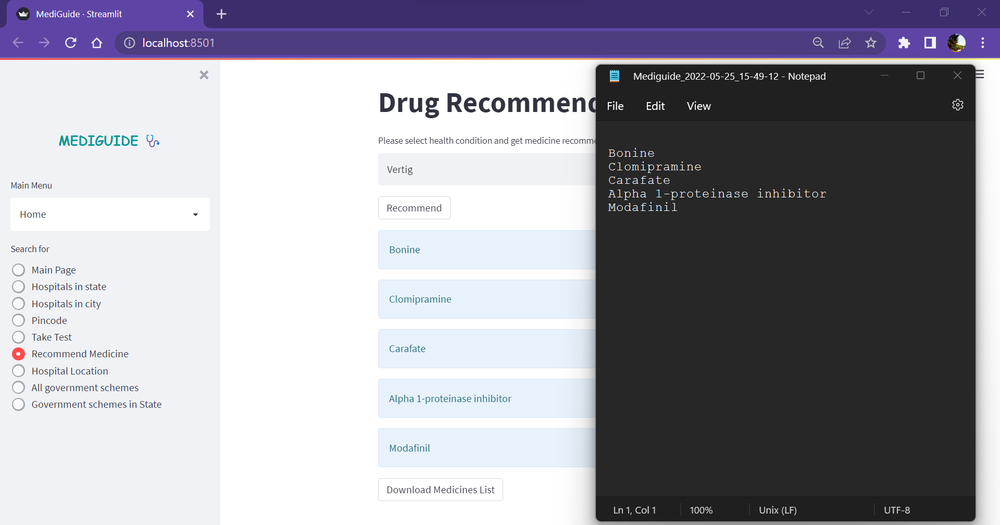 MediGuide · Streamlit
localhost:8501
MEDIGUIDE
Main Menu
Home
Search for
Main Page
Hospitals in state
Hospitals in city
Pincode
Take Test
Recommend Medicine
Hospital Location
All government schemes
Government schemes in State
Drug Recommend
Please select health condition and get medicine recomme
Vertig
Recommend
Bonine
Clomipramine
Carafate
Alpha 1-proteinase inhibitor
Modafinil
Download Medicines List
Mediguide_2022-05-25_15-49-12 - Notepad
File Edit View
Bonine
Clomipramine
Carafate
Alpha 1-proteinase inhibitor
Modafinil
Ln 1, Col 1 100% Unix (LF) UTF-8